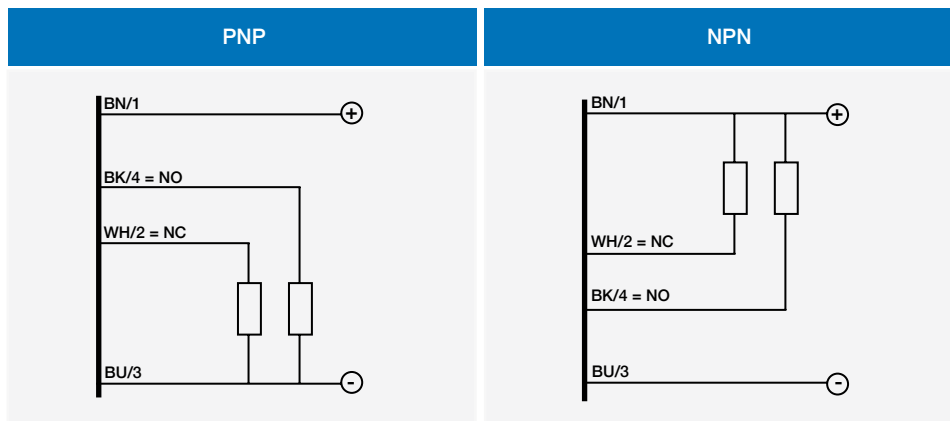 PNP
BN/1
+
BK/4 = NO
WH/2 = NC
BU/3
-
NPN
BN/1
+
WH/2 = NC
BK/4 = NO
BU/3
-